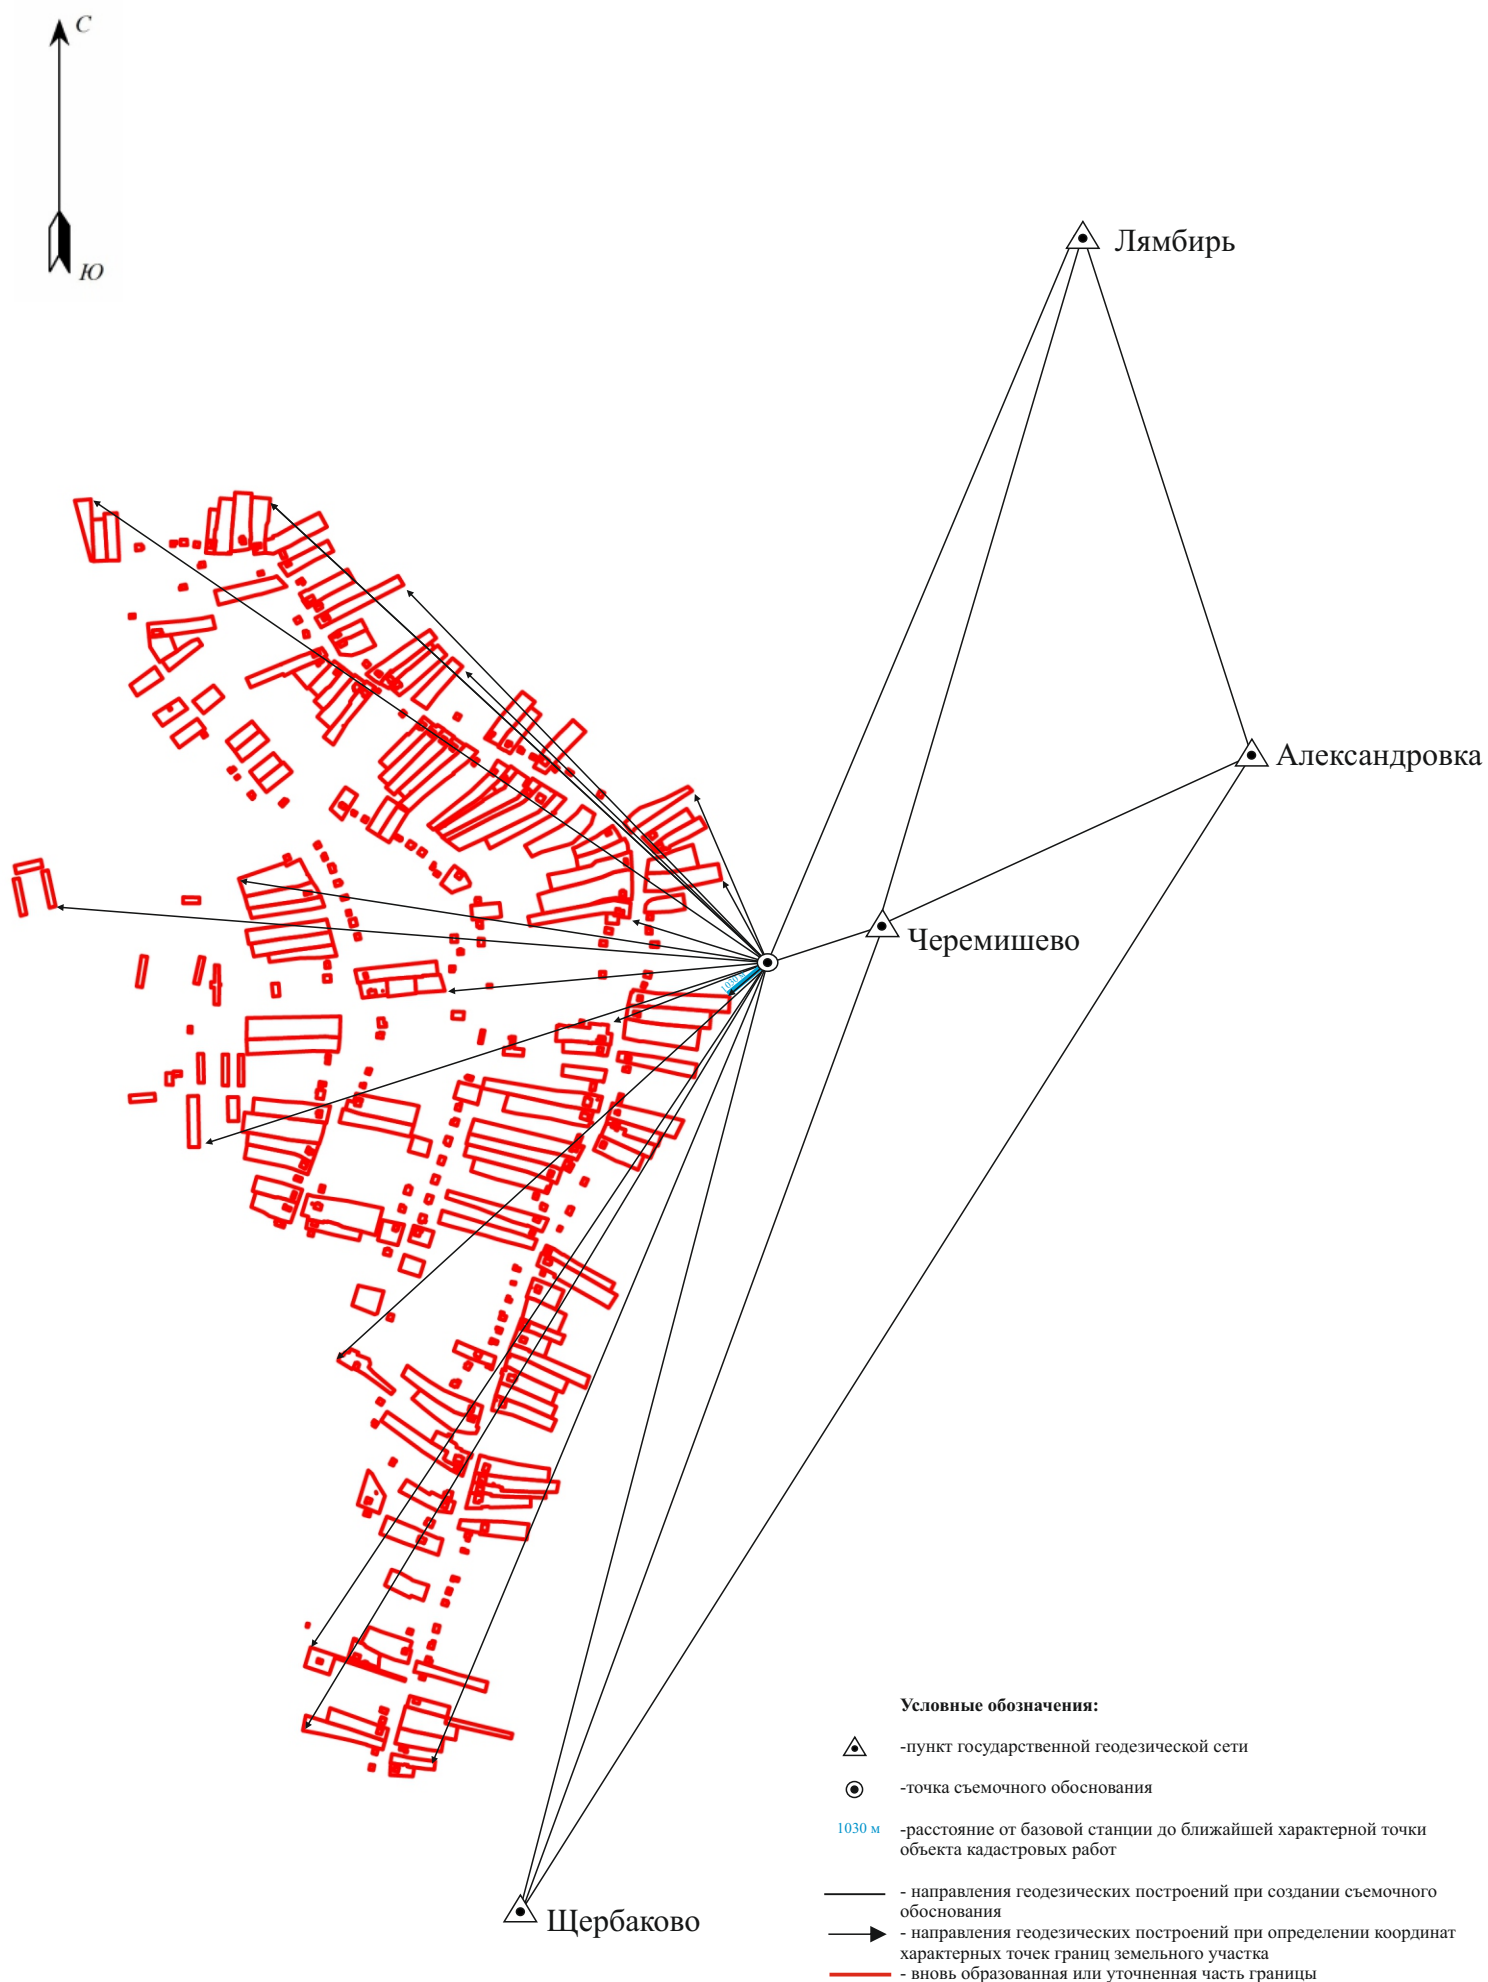 С
Ю
Лямбирь
Александровка
Черемишево
1030 м
Щербаково
Условные обозначения:
-пункт государственной геодезической сети
-точка съемочного обоснования
1030 м -расстояние от базовой станции до ближайшей характерной точки
объекта кадастровых работ
- направления геодезических построений при создании съемочного
обоснования
- направления геодезических построений при определении координат
характерных точек границ земельного участка
- вновь образованная или уточненная часть границы